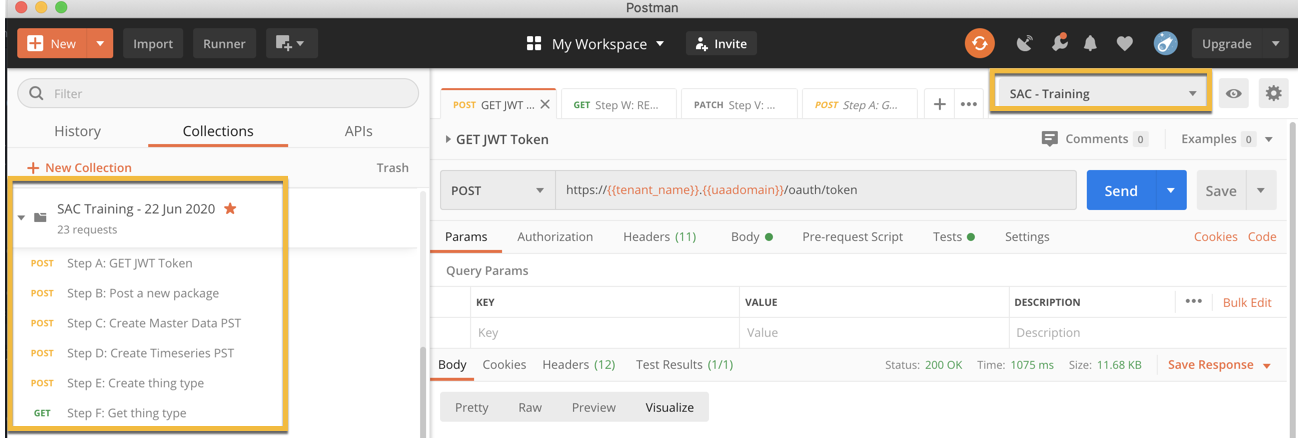 Postman
New
Import
Runner
My Workspace
Invite
Upgrade
Filter
History
Collections
APIs
New Collection
Trash
SAC Training - 22 Jun 2020
23 requests
POST Step A: GET JWT Token
POST Step B: Post a new package
POST Step C: Create Master Data PST
POST Step D: Create Timeseries PST
POST Step E: Create thing type
GET Step F: Get thing type
POST GET JWT ...
GET Step W: RE...
PATCH Step V: ...
POST Step A: G...
SAC - Training
GET JWT Token
Comments 0
Examples 0
POST
https://{{tenant_name}}.{{uaadomain}}/oauth/token
Send
Save
Params
Authorization
Headers (11)
Body
Pre-request Script
Tests
Settings
Cookies
Code
Query Params
KEY
VALUE
DESCRIPTION
Bulk Edit
Key
Value
Description
Body
Cookies
Headers (12)
Test Results (1/1)
Status: 200 OK
Time: 1075 ms
Size: 11.68 KB
Save Response
Pretty
Raw
Preview
Visualize